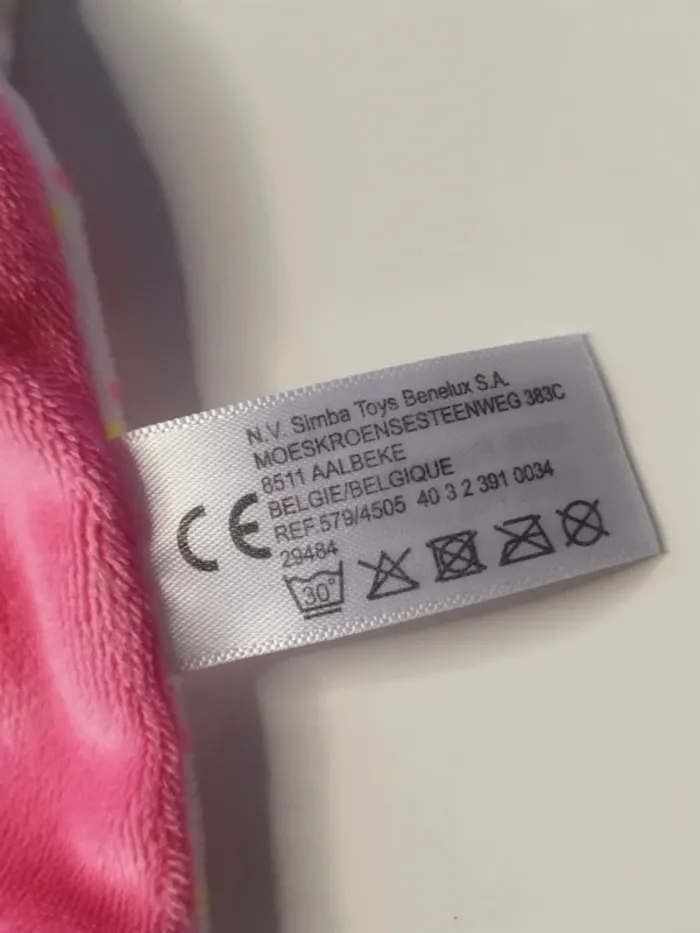 N.V. Simba Toys Benelux S.A.
MOESKROENSESTEENWEG 383C
8511 AALBEKE
BELGIE/BELGIQUE
REF 579/4505 40 3 2 391 0034
29484
CE
30°